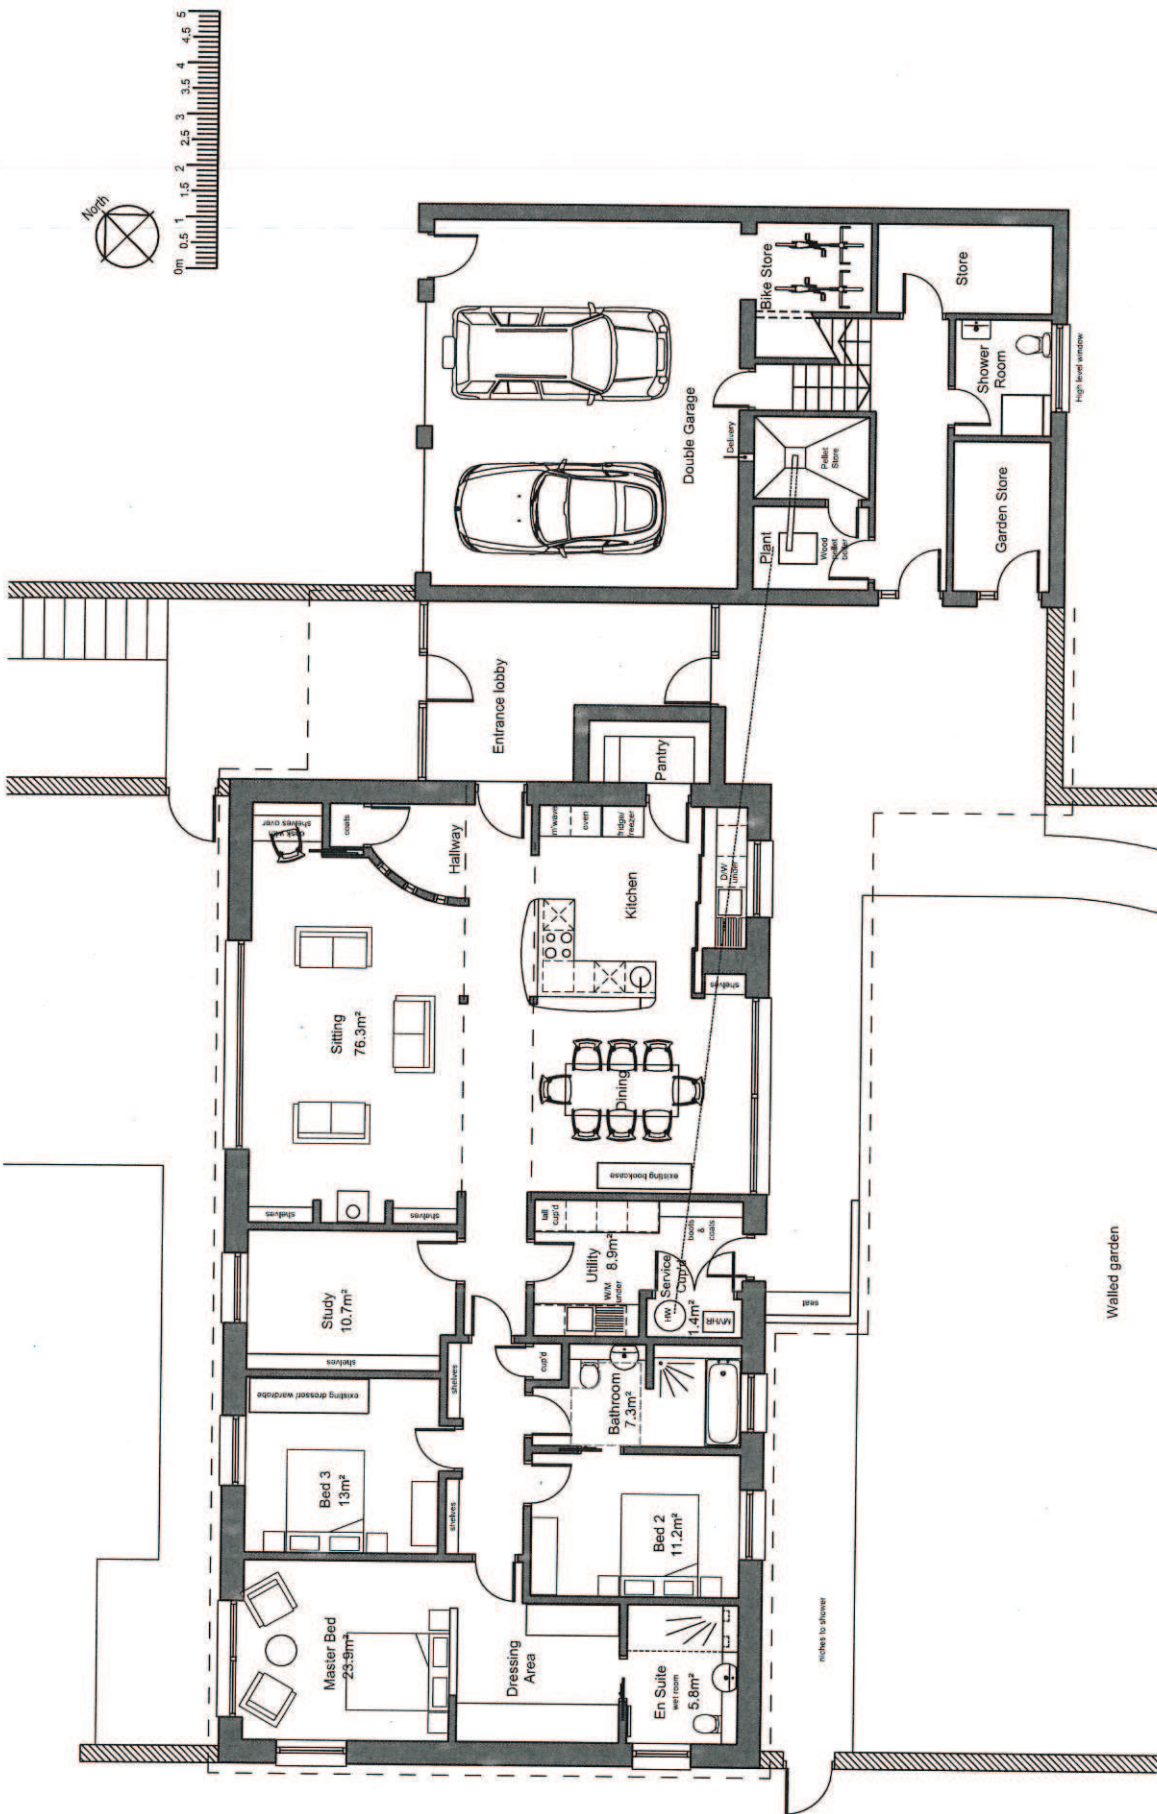 North
0m 0.5 1 1.5 2 2.5 3 3.5 4 4.5 5
Master Bed
23.9m²
Dressing
Area
En Suite
wet room
5.8m²
niches to shower
Bed 3
13m²
existing dresser/ wardrobe
shelves
shelves
Bed 2
11.2m²
Bathroom
7.3m²
cup'd
Study
10.7m²
shelves
Utility
8.9m²
W/M
under
tall
cup'd
Service
Cup'd
1.4m²
HW
MVHR
boots
&
coats
seat
Walled garden
Sitting
76.3m²
shelves
shelves
Dining
existing bookcase
Kitchen
shelves
D/W
under
m'wave
oven
fridge/
freezer
Hallway
coats
desk with
shelves over
Pantry
Entrance lobby
Double Garage
Delivery
Plant
Wood
pellet
boiler
Pellet
Store
Bike Store
Garden Store
Shower
Room
High level window
Store